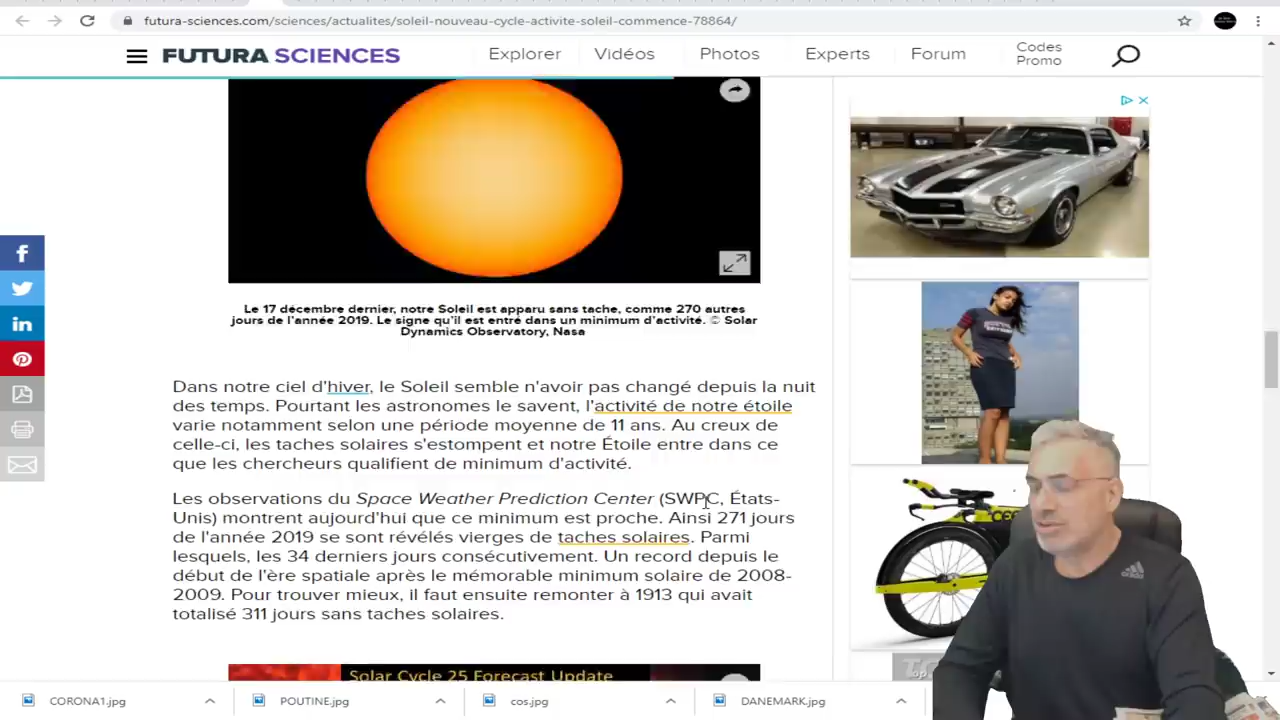 futura-sciences.com/sciences/actualites/soleil-nouveau-cycle-activite-soleil-commence-78864/
FUTURA SCIENCES
Explorer
Vidéos
Photos
Experts
Forum
Codes
Promo
Le 17 décembre dernier, notre Soleil est apparu sans tache, comme 270 autres
jours de l'année 2019. Le signe qu'il est entré dans un minimum d'activité. © Solar
Dynamics Observatory, Nasa
Dans notre ciel d'hiver, le Soleil semble n'avoir pas changé depuis la nuit
des temps. Pourtant les astronomes le savent, l'activité de notre étoile
varie notamment selon une période moyenne de 11 ans. Au creux de
celle-ci, les taches solaires s'estompent et notre Étoile entre dans ce
que les chercheurs qualifient de minimum d'activité.
Les observations du Space Weather Prediction Center (SWPC, États-
Unis) montrent aujourd'hui que ce minimum est proche. Ainsi 271 jours
de l'année 2019 se sont révélés vierges de taches solaires. Parmi
lesquels, les 34 derniers jours consécutivement. Un record depuis le
début de l'ère spatiale après le mémorable minimum solaire de 2008-
2009. Pour trouver mieux, il faut ensuite remonter à 1913 qui avait
totalisé 311 jours sans taches solaires.
Solar Cycle 25 Forecast Update
CORONA1.jpg
POUTINE.jpg
cos.jpg
DANEMARK.jpg
adidas